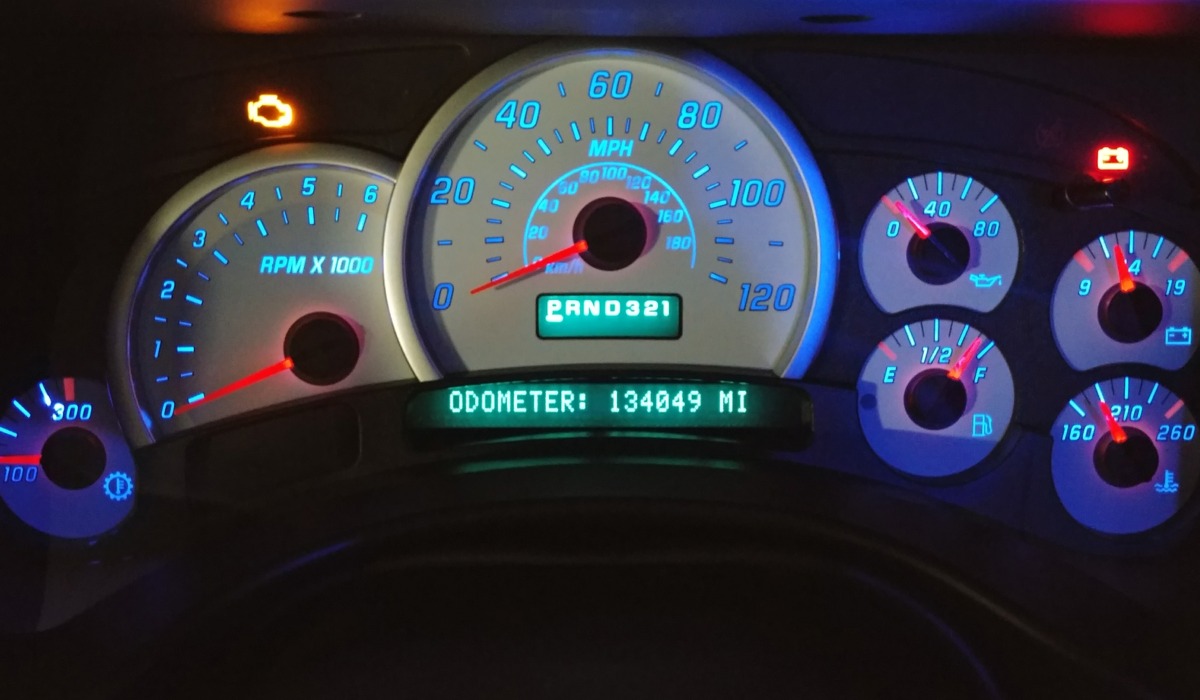 60
40 80
MPH
20 100
0 120
20 40 60 80 100 120 140 160 180
km/h
PRND321
0 1 2 3 4 5 6
RPM X 1000
ODOMETER: 134049 MI
100 300
0 40 80
9 19
E 1/2 F
160 210 260